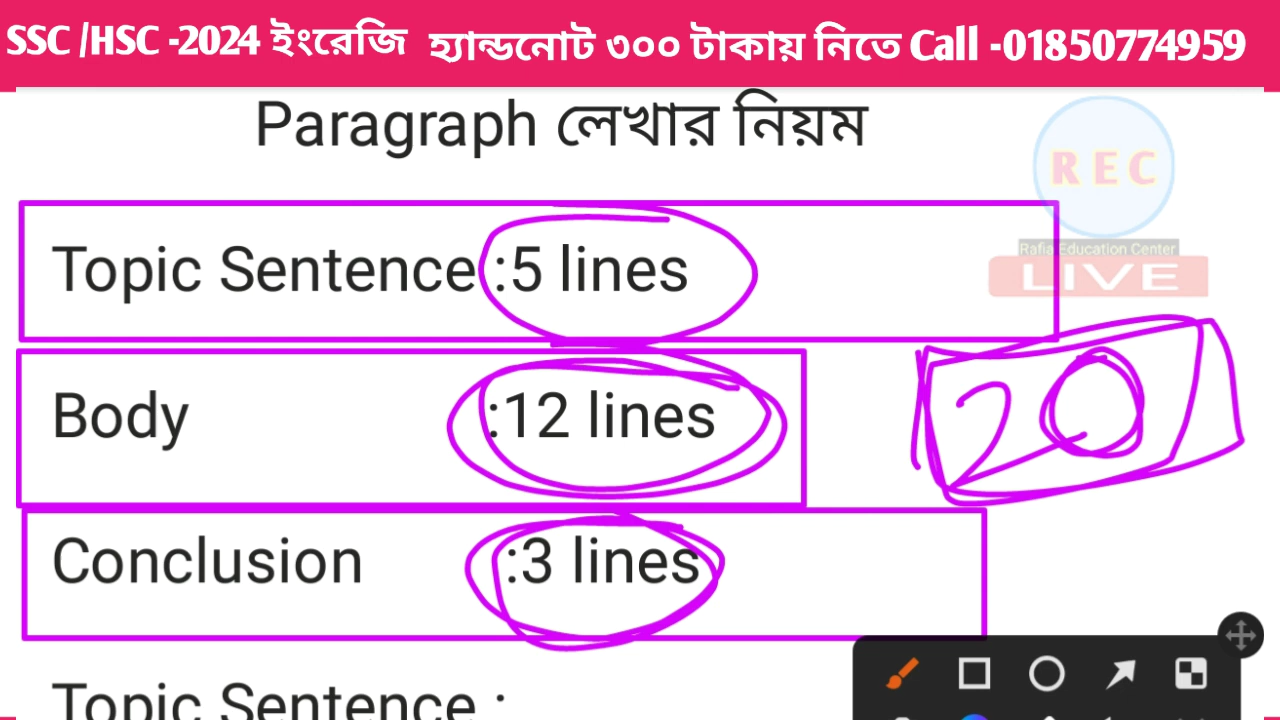 SSC /HSC -2024 ইংরেজি হ্যান্ডনোট ৩০০ টাকায় নিতে Call -01850774959
Paragraph লেখার নিয়ম
R E C
Rafia Education Center
LIVE
Topic Sentence :5 lines
Body :12 lines
20
Conclusion :3 lines
Topic Sentence :